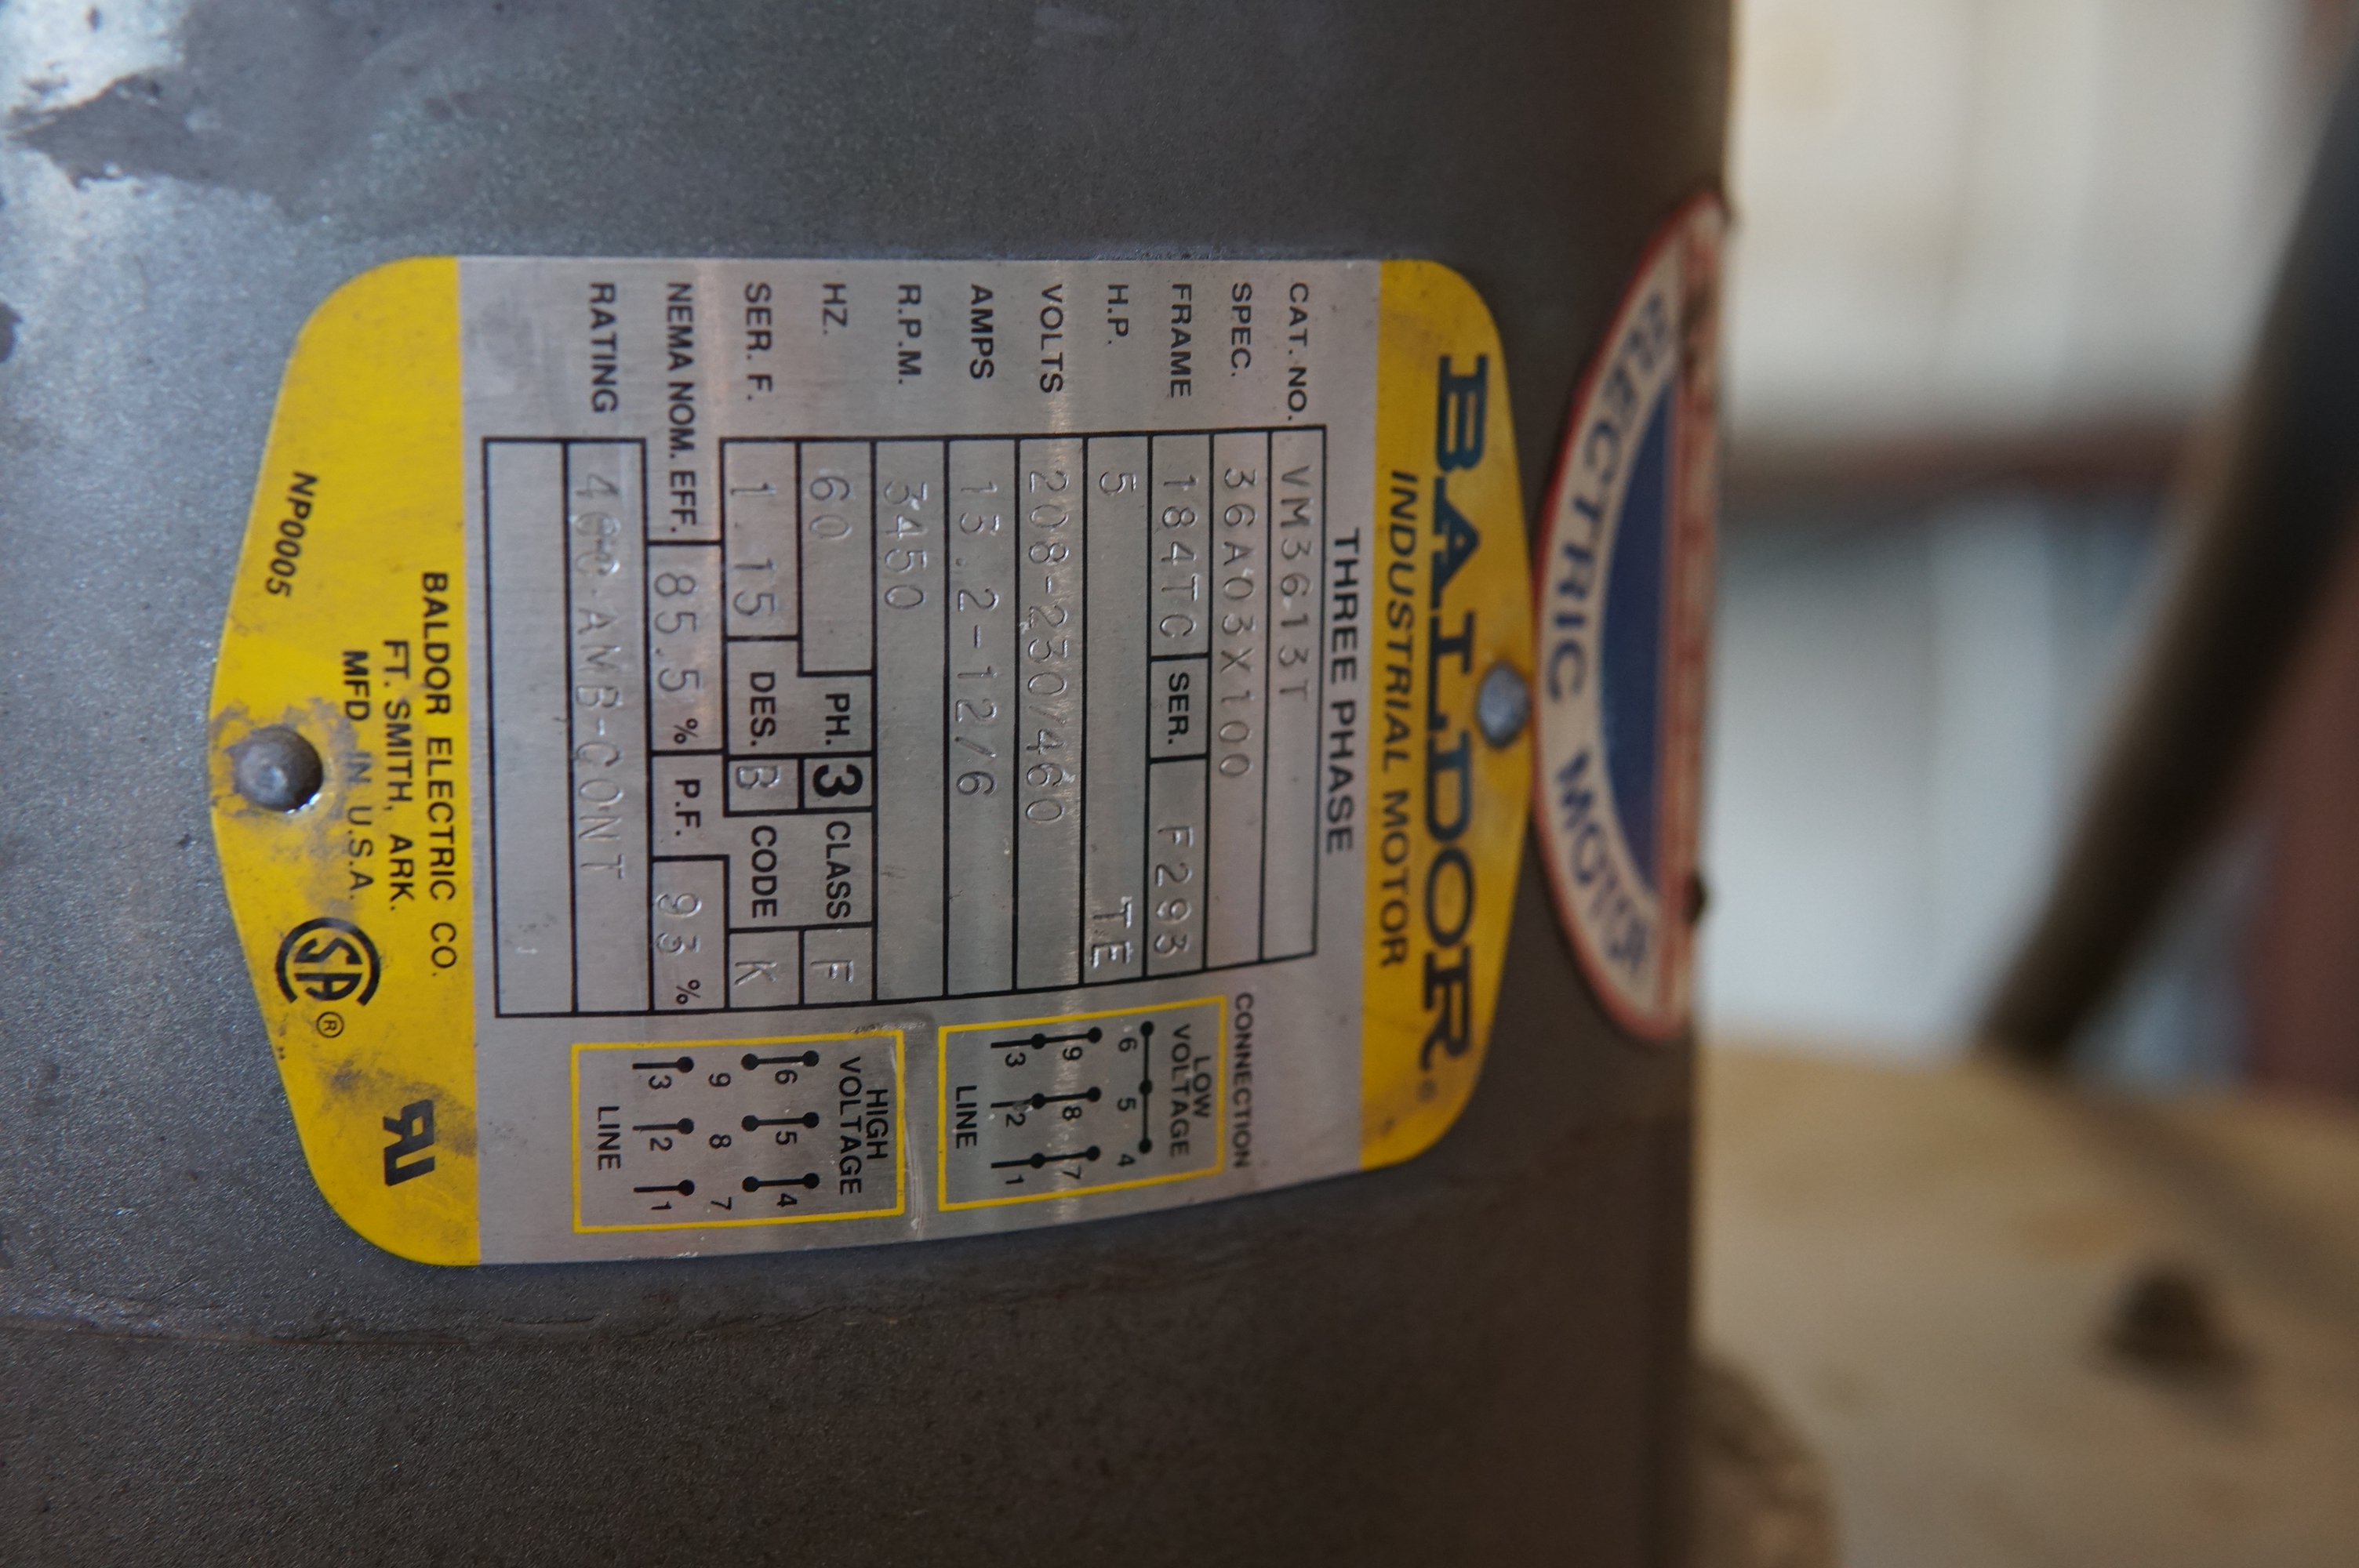 BALDOR
INDUSTRIAL MOTOR
THREE PHASE
CAT. NO. VM3613T
SPEC. 36A03X100
FRAME 184TC SER. F293
H.P. 5 TE
VOLTS 208-230/460
AMPS 13.2-12/6
R.P.M. 3450
HZ. 60 PH. 3 CLASS F
SER. F. 1.15 DES. B CODE K
NEMA NOM. EFF. 85.5 % P.F. 93 %
RATING 40C AMB-CONT
CONNECTION
LOW
VOLTAGE
6 5 4
9 8 7
3 2 1
LINE
HIGH
VOLTAGE
6 5 4
9 8 7
3 2 1
LINE
BALDOR ELECTRIC CO.
FT. SMITH, ARK.
MFD. IN U.S.A.
NP0005
SA ®
UR
ELECTRIC MOTOR